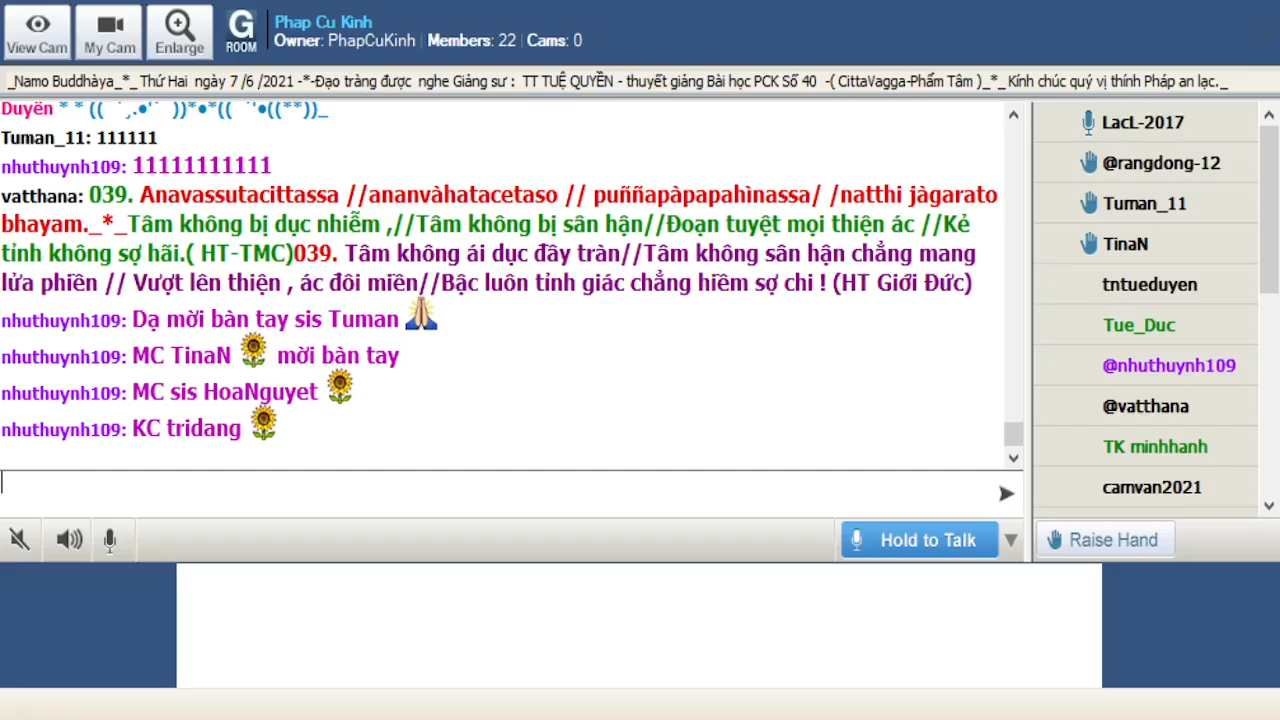 View Cam
My Cam
Enlarge
G
ROOM
Phap Cu Kinh
Owner: PhapCuKinh | Members: 22 | Cams: 0
_Namo Buddhàya_*_ Thứ Hai ngày 7 /6 /2021 -*-Đạo tràng được nghe Giảng sư : TT TUỆ QUYỀN - thuyết giảng Bài học PCK Số 40 -( CittaVagga-Phẩm Tâm )_*_ Kính chúc quý vị thính Pháp an lạc._
Duyên
Tuman_11: 111111
nhuthuynh109: 11111111111
vatthana: 039. Anavassutacittassa //ananvàhatacetaso // puññapàpapahìnassa/ /natthi jàgarato
bhayam._*_Tâm không bị dục nhiễm ,//Tâm không bị sân hận//Đoạn tuyệt mọi thiện ác //Kẻ
tỉnh không sợ hãi.( HT-TMC)039. Tâm không ái dục đầy tràn//Tâm không sân hận chẳng mang
lửa phiền // Vượt lên thiện , ác đôi miền//Bậc luôn tỉnh giác chẳng hiềm sợ chi ! (HT Giới Đức)
nhuthuynh109: Dạ mời bàn tay sis Tuman
nhuthuynh109: MC TinaN mời bàn tay
nhuthuynh109: MC sis HoaNguyet
nhuthuynh109: KC tridang
Hold to Talk
LacL-2017
@rangdong-12
Tuman_11
TinaN
tntueduyen
Tue_Duc
@nhuthuynh109
@vatthana
TK minhhanh
camvan2021
Raise Hand